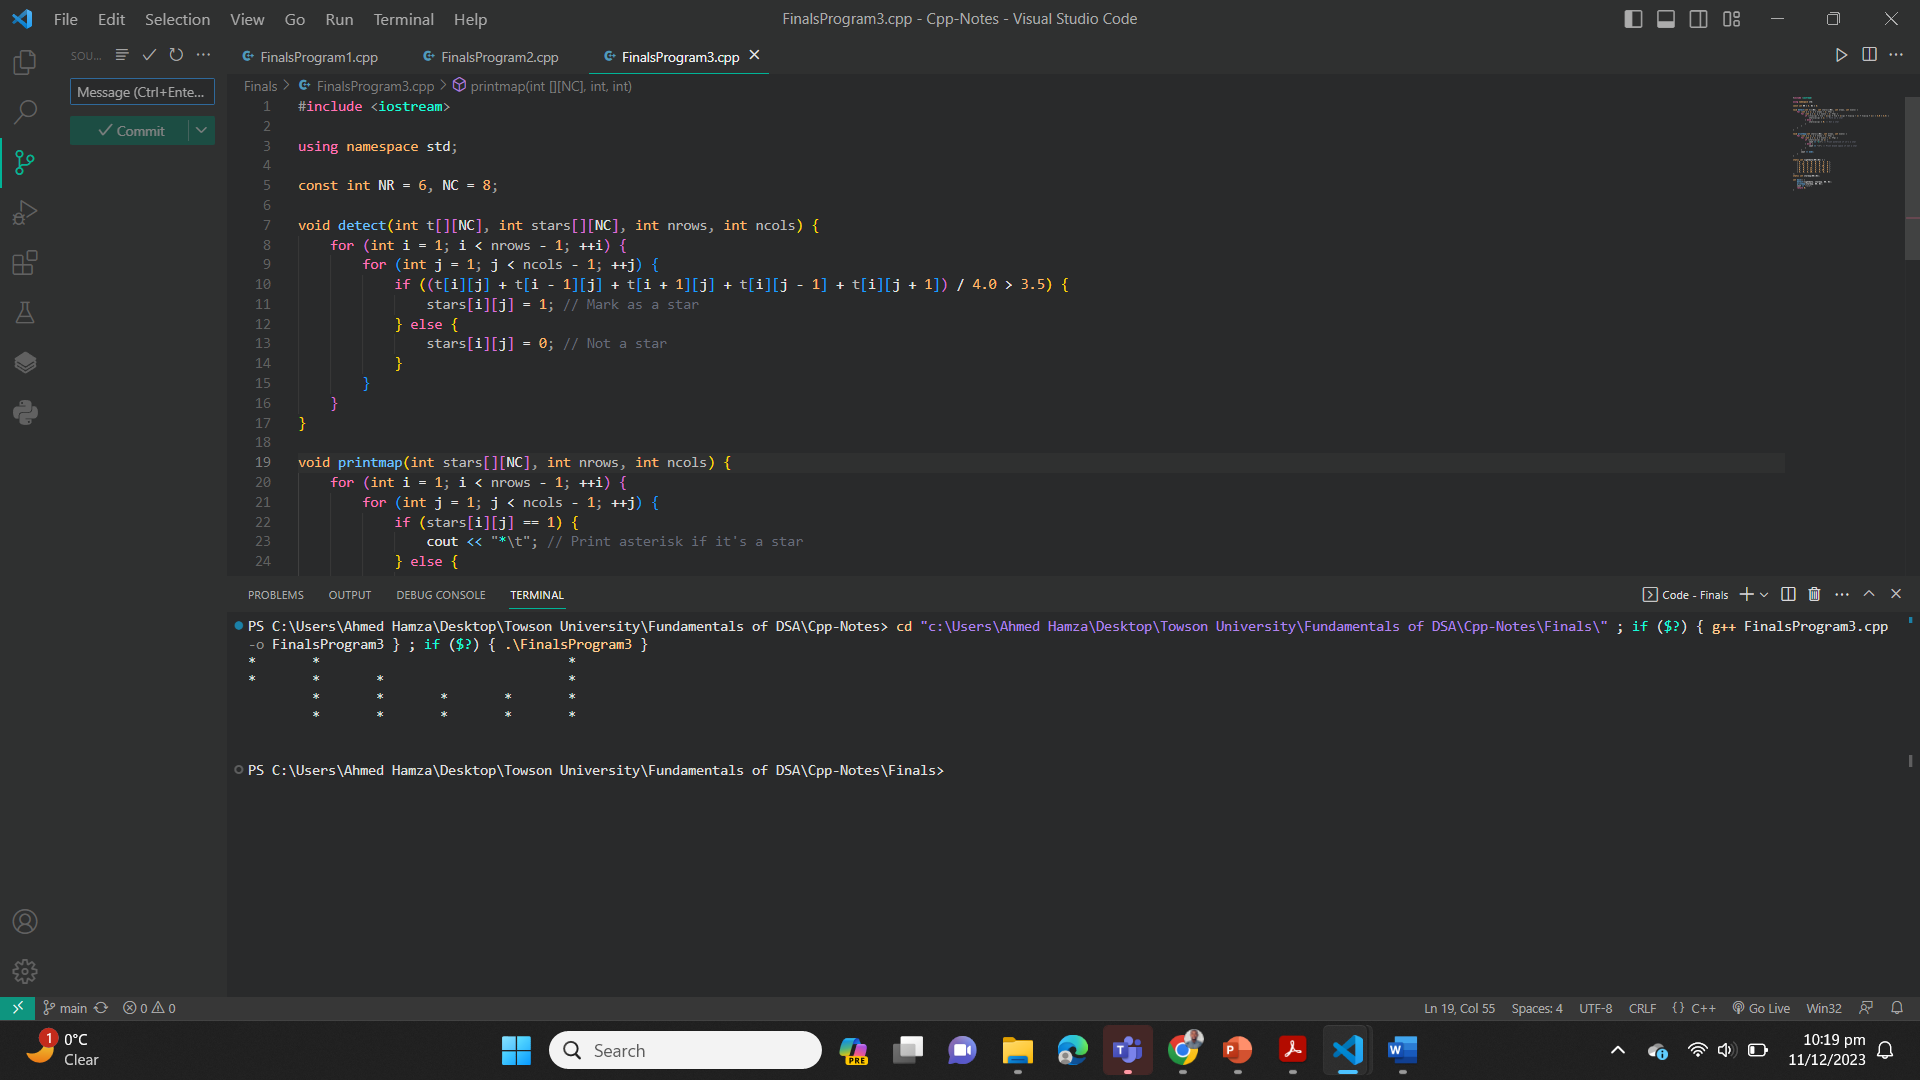 File Edit Selection View Go Run Terminal Help
FinalsProgram3.cpp - Cpp-Notes - Visual Studio Code
SOU...
FinalsProgram1.cpp
FinalsProgram2.cpp
FinalsProgram3.cpp
Message (Ctrl+Ente...
Commit
Finals > FinalsProgram3.cpp > printmap(int [][NC], int, int)
1 #include <iostream>
2
3 using namespace std;
4
5 const int NR = 6, NC = 8;
6
7 void detect(int t[][NC], int stars[][NC], int nrows, int ncols) {
8 for (int i = 1; i < nrows - 1; ++i) {
9 for (int j = 1; j < ncols - 1; ++j) {
10 if ((t[i][j] + t[i - 1][j] + t[i + 1][j] + t[i][j - 1] + t[i][j + 1]) / 4.0 > 3.5) {
11 stars[i][j] = 1; // Mark as a star
12 } else {
13 stars[i][j] = 0; // Not a star
14 }
15 }
16 }
17 }
18
19 void printmap(int stars[][NC], int nrows, int ncols) {
20 for (int i = 1; i < nrows - 1; ++i) {
21 for (int j = 1; j < ncols - 1; ++j) {
22 if (stars[i][j] == 1) {
23 cout << "*\t"; // Print asterisk if it's a star
24 } else {
PROBLEMS OUTPUT DEBUG CONSOLE TERMINAL
Code - Finals
PS C:\Users\Ahmed Hamza\Desktop\Towson University\Fundamentals of DSA\Cpp-Notes> cd "c:\Users\Ahmed Hamza\Desktop\Towson University\Fundamentals of DSA\Cpp-Notes\Finals\" ; if ($?) { g++ FinalsProgram3.cpp
-o FinalsProgram3 } ; if ($?) { .\FinalsProgram3 }
* * *
* * * *
* * * * *
* * * * *
PS C:\Users\Ahmed Hamza\Desktop\Towson University\Fundamentals of DSA\Cpp-Notes\Finals>
main 0 0
Ln 19, Col 55 Spaces: 4 UTF-8 CRLF {} C++ Go Live Win32
1
0°C
Clear
Search
PRE
10:19 pm
11/12/2023